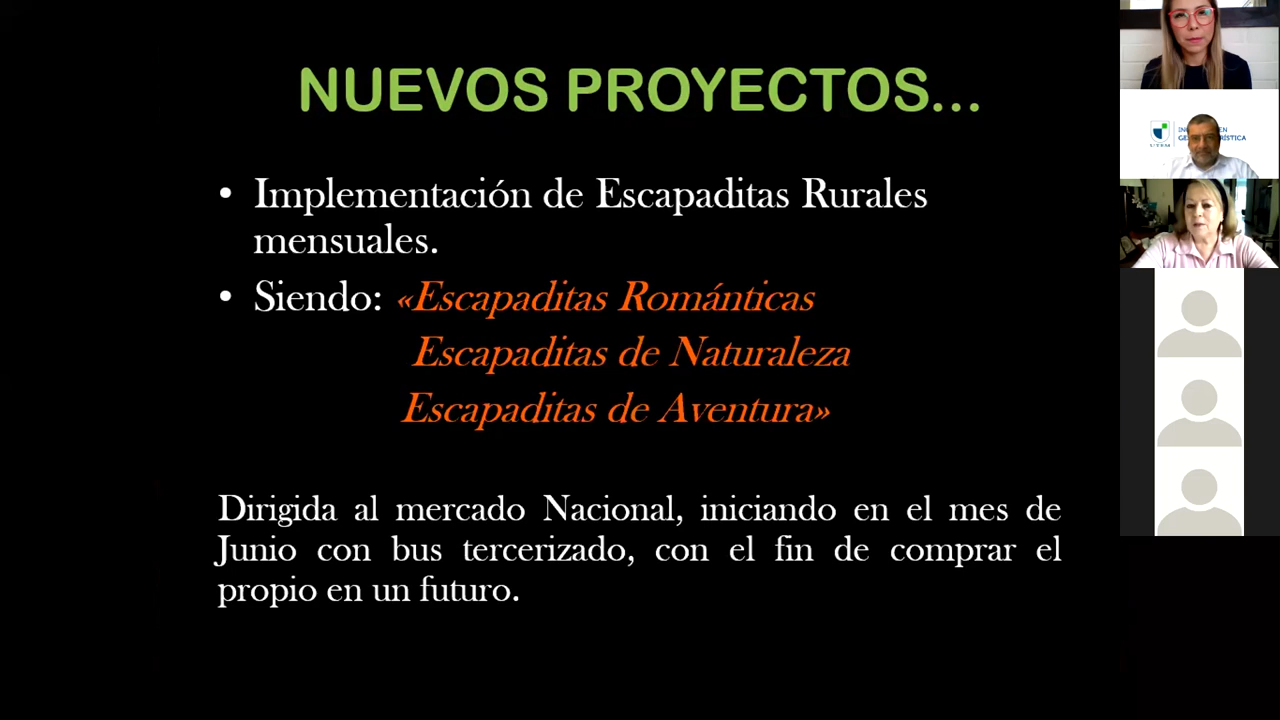 NUEVOS PROYECTOS...
• Implementación de Escapaditas Rurales
mensuales.
• Siendo: «Escapaditas Románticas
Escapaditas de Naturaleza
Escapaditas de Aventura»
Dirigida al mercado Nacional, iniciando en el mes de
Junio con bus tercerizado, con el fin de comprar el
propio en un futuro.